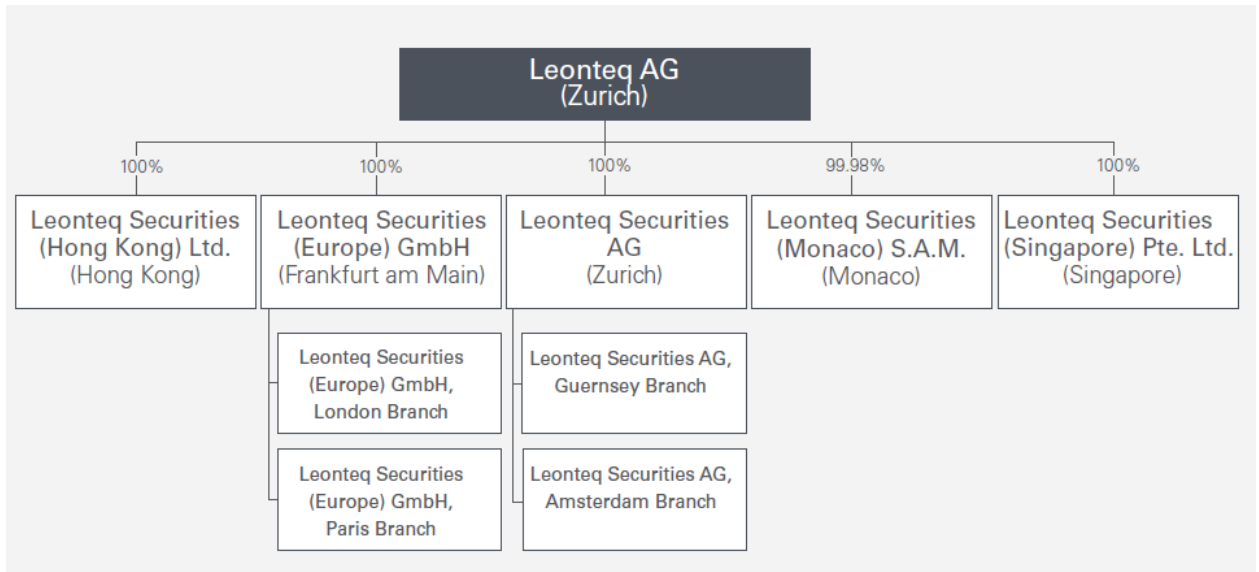 Leonteq AG
(Zurich)
100%
100%
100%
99.98%
100%
Leonteq Securities
(Hong Kong) Ltd.
(Hong Kong)
Leonteq Securities
(Europe) GmbH
(Frankfurt am Main)
Leonteq Securities
AG
(Zurich)
Leonteq Securities
(Monaco) S.A.M.
(Monaco)
Leonteq Securities
(Singapore) Pte. Ltd.
(Singapore)
Leonteq Securities
(Europe) GmbH,
London Branch
Leonteq Securities AG,
Guernsey Branch
Leonteq Securities
(Europe) GmbH,
Paris Branch
Leonteq Securities AG,
Amsterdam Branch